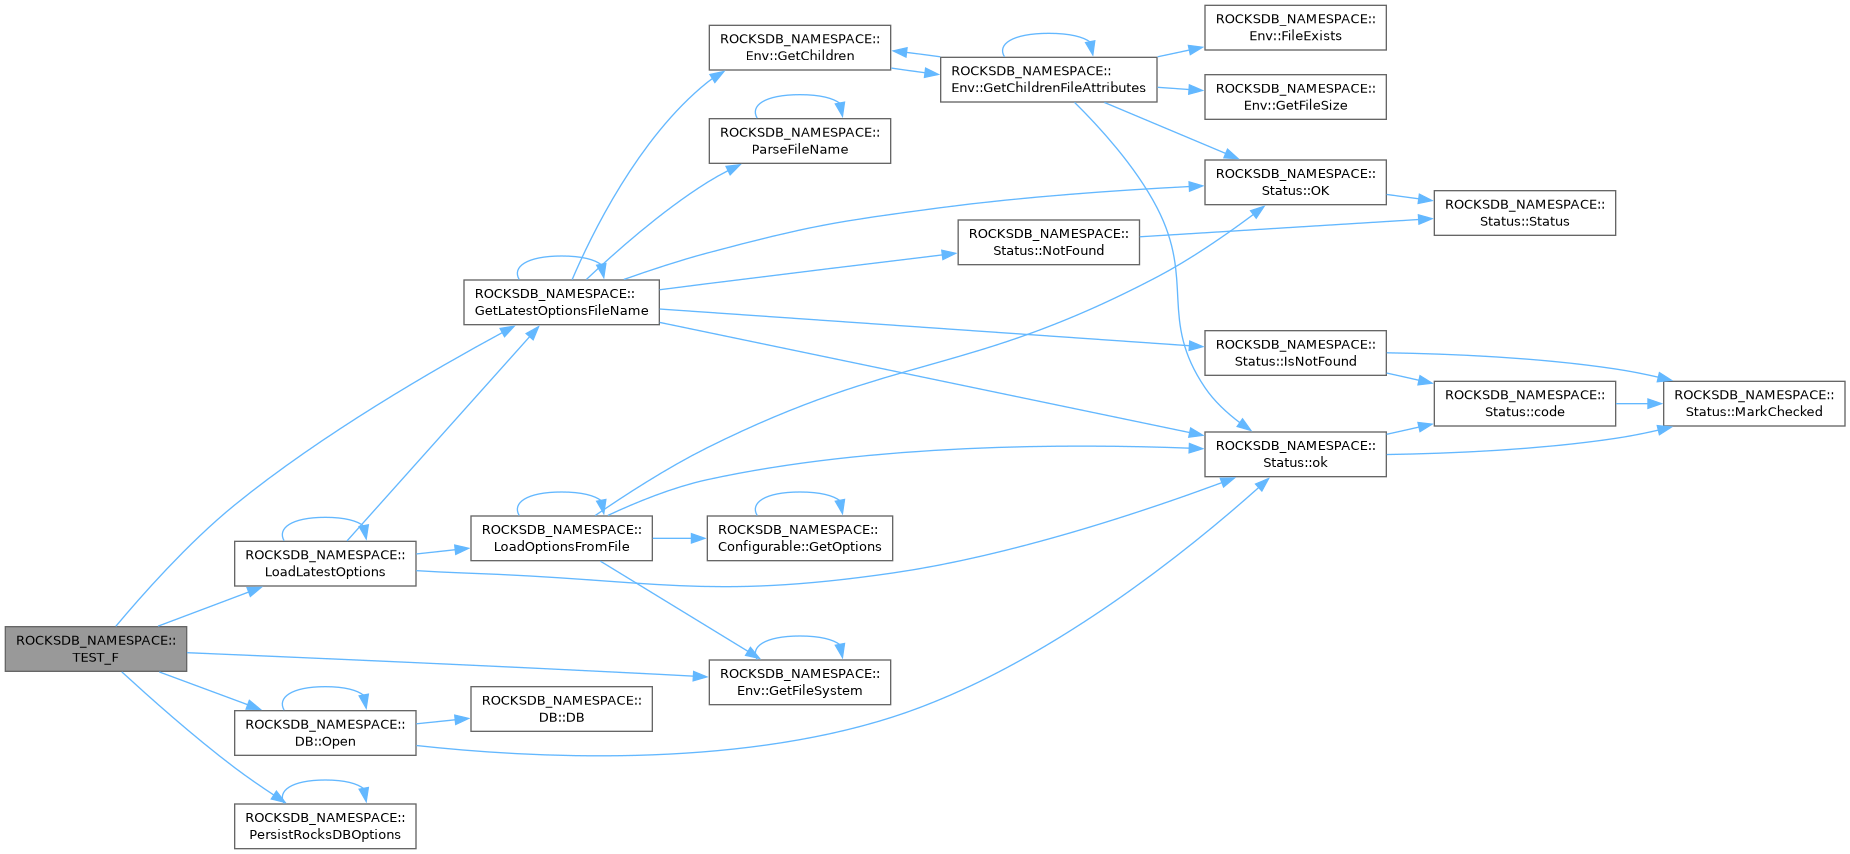 ROCKSDB_NAMESPACE::
TEST_F
ROCKSDB_NAMESPACE::
LoadLatestOptions
ROCKSDB_NAMESPACE::
DB::Open
ROCKSDB_NAMESPACE::
PersistRocksDBOptions
ROCKSDB_NAMESPACE::
GetLatestOptionsFileName
ROCKSDB_NAMESPACE::
LoadOptionsFromFile
ROCKSDB_NAMESPACE::
DB::DB
ROCKSDB_NAMESPACE::
Env::GetChildren
ROCKSDB_NAMESPACE::
ParseFileName
ROCKSDB_NAMESPACE::
Configurable::GetOptions
ROCKSDB_NAMESPACE::
Env::GetFileSystem
ROCKSDB_NAMESPACE::
Env::GetChildrenFileAttributes
ROCKSDB_NAMESPACE::
Status::NotFound
ROCKSDB_NAMESPACE::
Env::FileExists
ROCKSDB_NAMESPACE::
Env::GetFileSize
ROCKSDB_NAMESPACE::
Status::OK
ROCKSDB_NAMESPACE::
Status::IsNotFound
ROCKSDB_NAMESPACE::
Status::ok
ROCKSDB_NAMESPACE::
Status::Status
ROCKSDB_NAMESPACE::
Status::code
ROCKSDB_NAMESPACE::
Status::MarkChecked